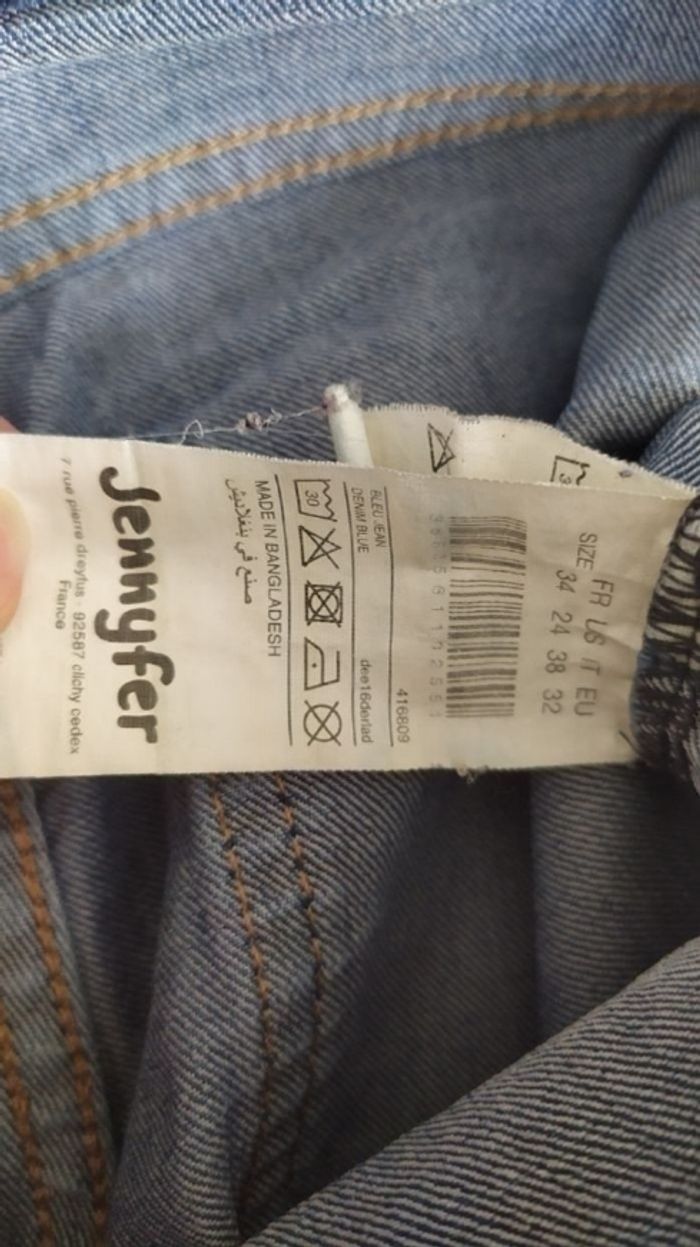 SIZE FR US IT EU
34 24 38 32
416809
BLEU JEAN
DENIM BLUE dee16deriad
30
MADE IN BANGLADESH
صنع في بنغلاديش
Jennyfer
7 rue pierre dreyfus - 92587 clichy cedex
France